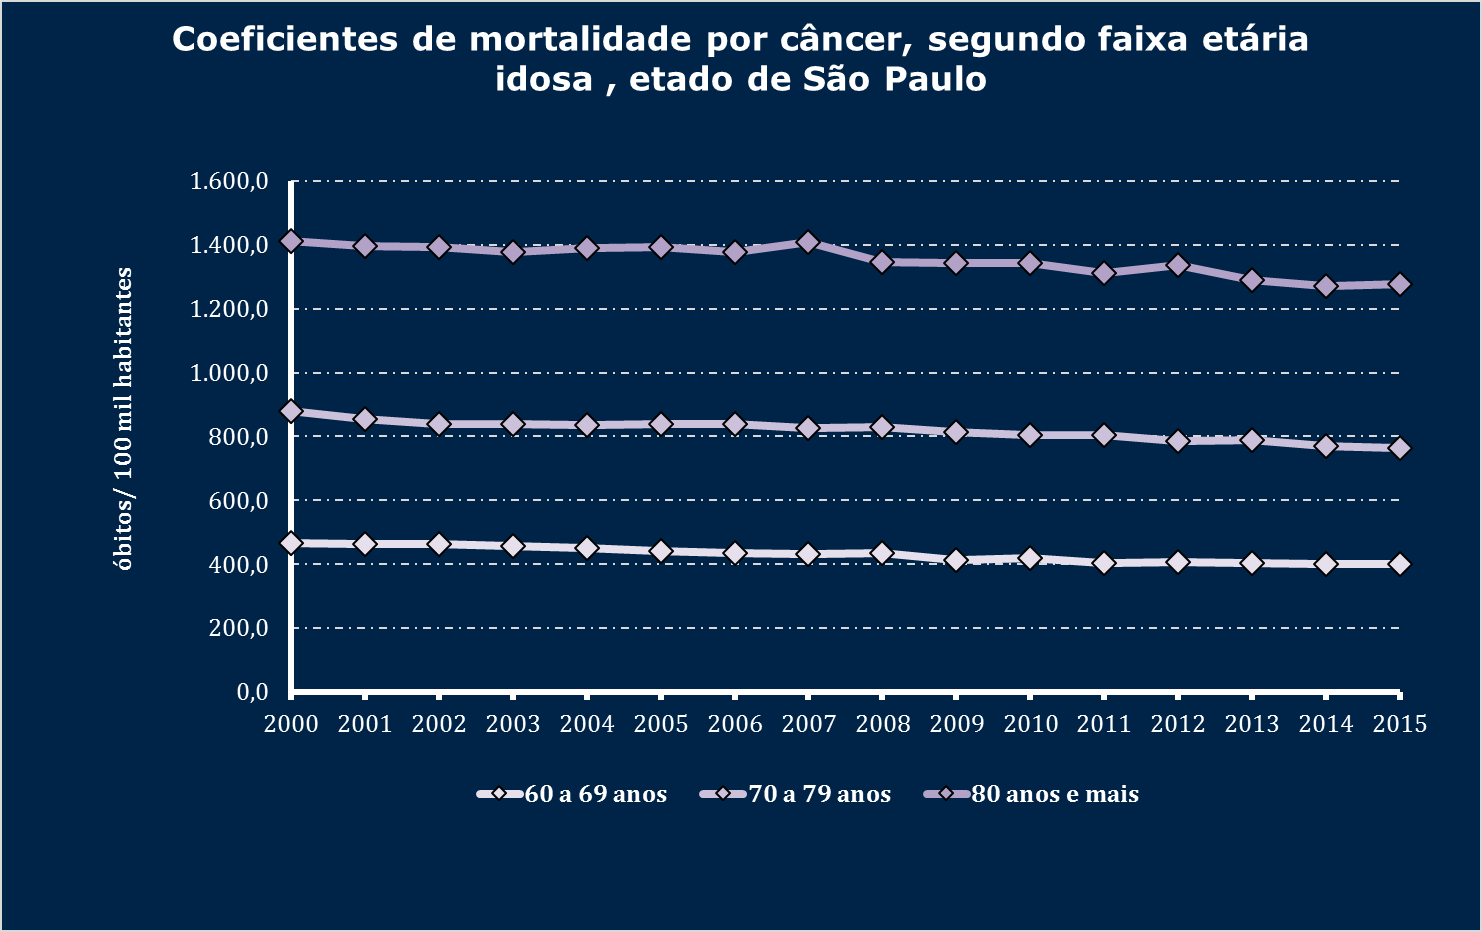 Coeficientes de mortalidade por câncer, segundo faixa etária
idosa , etado de São Paulo
óbitos/ 100 mil habitantes
1.600,0
1.400,0
1.200,0
1.000,0
800,0
600,0
400,0
200,0
0,0
2000 2001 2002 2003 2004 2005 2006 2007 2008 2009 2010 2011 2012 2013 2014 2015
60 a 69 anos 70 a 79 anos 80 anos e mais